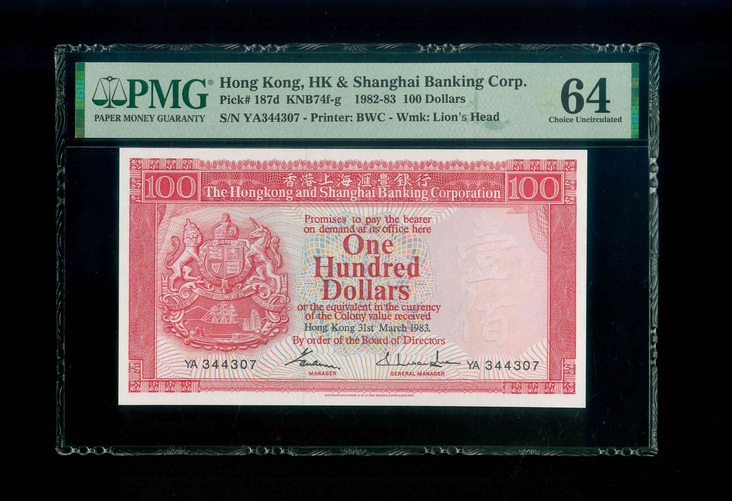 PMG
PAPER MONEY GUARANTY
Hong Kong, HK & Shanghai Banking Corp.
Pick# 187d KNB74f-g 1982-83 100 Dollars
S/N YA344307 - Printer: BWC - Wmk: Lion's Head
64
Choice Uncirculated
香港上海滙豐銀行
100 The Hongkong and Shanghai Banking Corporation 100
Promises to pay the bearer
on demand at its office here
One
Hundred
Dollars
or the equivalent in the currency
of the Colony value received
Hong Kong 31st March 1983.
By order of the Board of Directors
YA 344307
YA 344307
MANAGER
GENERAL MANAGER
壹
佰